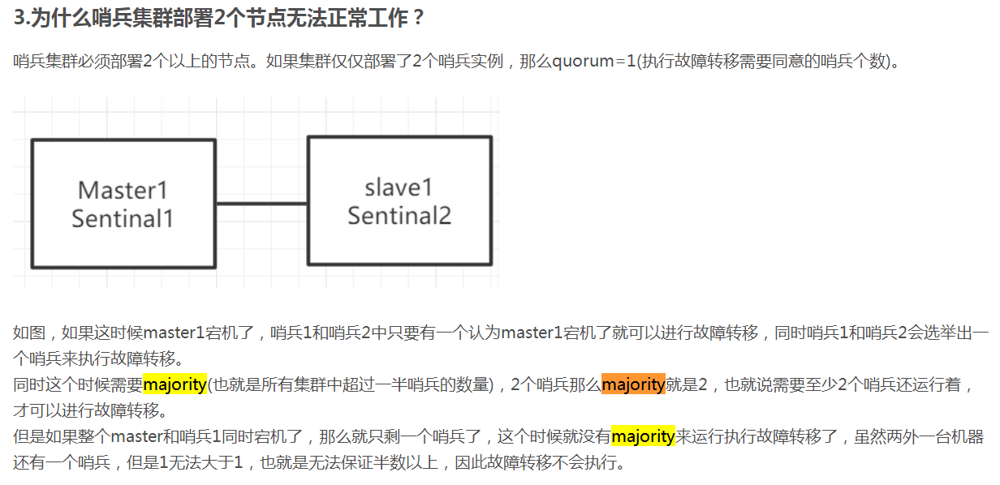 3.为什么哨兵集群部署2个节点无法正常工作？
哨兵集群必须部署2个以上的节点。如果集群仅仅部署了2个哨兵实例，那么quorum=1(执行故障转移需要同意的哨兵个数)。
Master1
Sentinal1
slave1
Sentinal2
如图，如果这时候master1宕机了，哨兵1和哨兵2中只要有一个认为master1宕机了就可以进行故障转移，同时哨兵1和哨兵2会选举出一
个哨兵来执行故障转移。
同时这个时候需要majority(也就是所有集群中超过一半哨兵的数量)，2个哨兵那么majority就是2，也就说需要至少2个哨兵还运行着，
才可以进行故障转移。
但是如果整个master和哨兵1同时宕机了，那么就只剩一个哨兵了，这个时候就没有majority来运行执行故障转移了，虽然两外一台机器
还有一个哨兵，但是1无法大于1，也就是无法保证半数以上，因此故障转移不会执行。